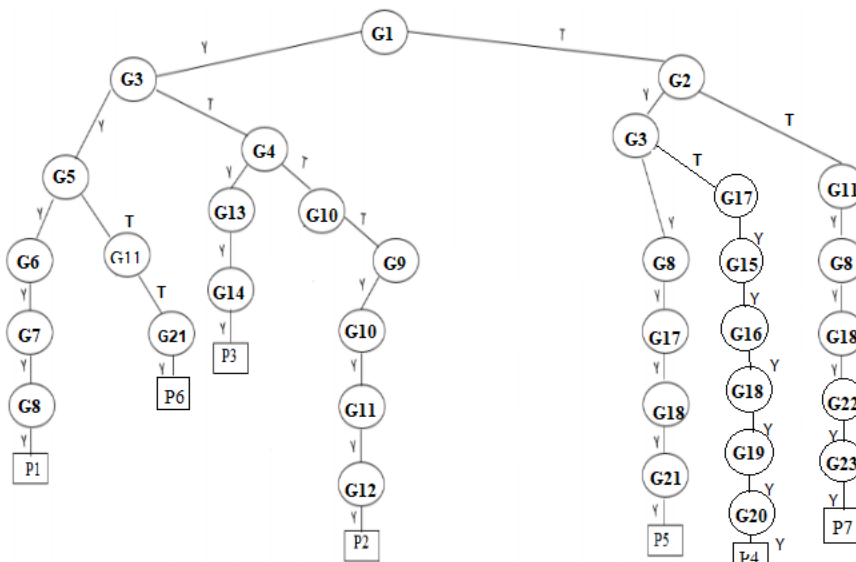 G1
Y T
G3 G2
Y T Y T
G5 G4 G3 G11
Y T Y T Y T Y
G6 G11 G13 G10 G8 G17 G8
Y T Y T Y Y Y
G7 G21 G14 G9 G17 G15 G18
Y Y Y Y Y Y Y
G8 P6 P3 G10 G18 G16 G22
Y Y Y Y Y
P1 G11 G21 G18 G23
Y Y Y Y
G12 P5 G19 P7
Y Y
P2 G20
Y
P4